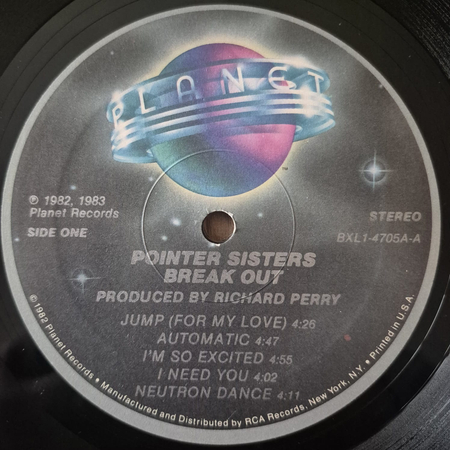 PLANET
℗ 1982, 1983
Planet Records
SIDE ONE
STEREO
BXL1-4705A-A
POINTER SISTERS
BREAK OUT
PRODUCED BY RICHARD PERRY
JUMP (FOR MY LOVE) 4:26
AUTOMATIC 4:47
I'M SO EXCITED 4:55
I NEED YOU 4:02
NEUTRON DANCE 4:11
© 1982 Planet Records. • Manufactured and Distributed by RCA Records, New York, N.Y. • Printed in U.S.A.